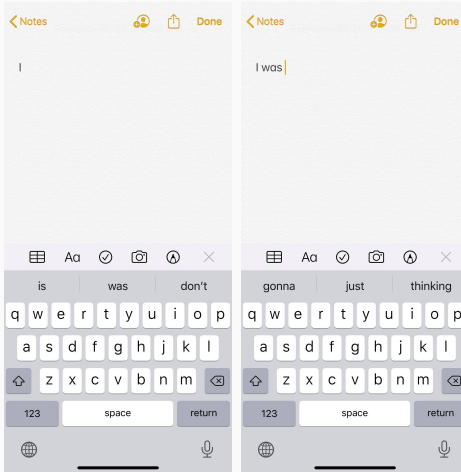 Notes Done
I
is was don't
q w e r t y u i o p
a s d f g h j k l
z x c v b n m
123 space return
Notes Done
I was
gonna just thinking
q w e r t y u i o p
a s d f g h j k l
z x c v b n m
123 space return